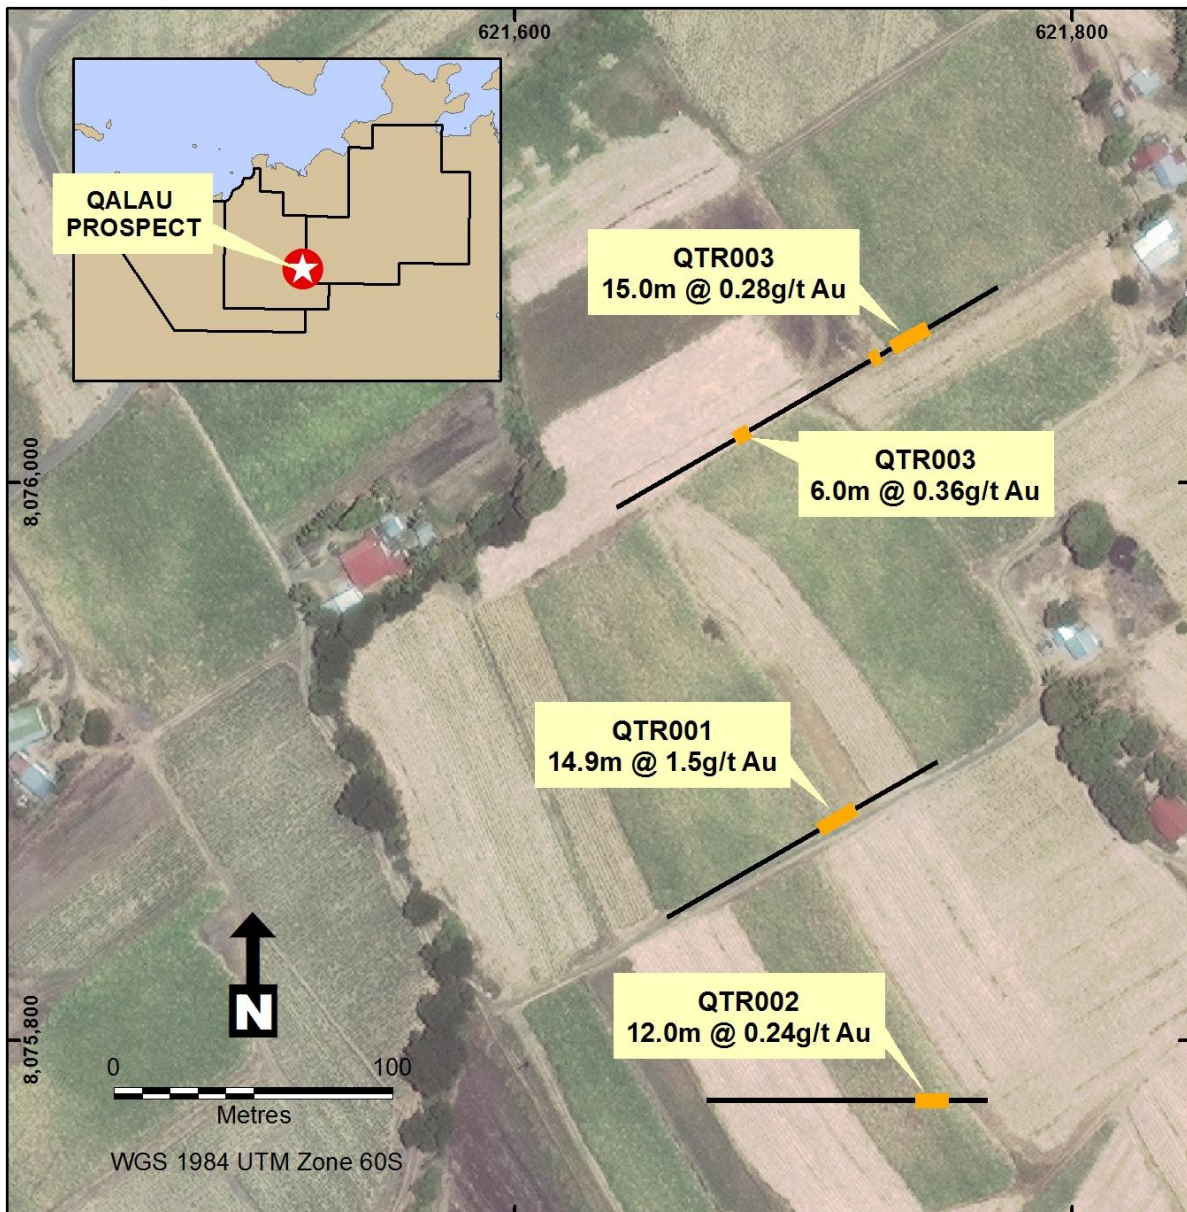 621,600
621,800
QALAU
PROSPECT
QTR003
15.0m @ 0.28g/t Au
QTR003
6.0m @ 0.36g/t Au
8,076,000
QTR001
14.9m @ 1.5g/t Au
QTR002
12.0m @ 0.24g/t Au
8,075,800
N
0
100
Metres
WGS 1984 UTM Zone 60S